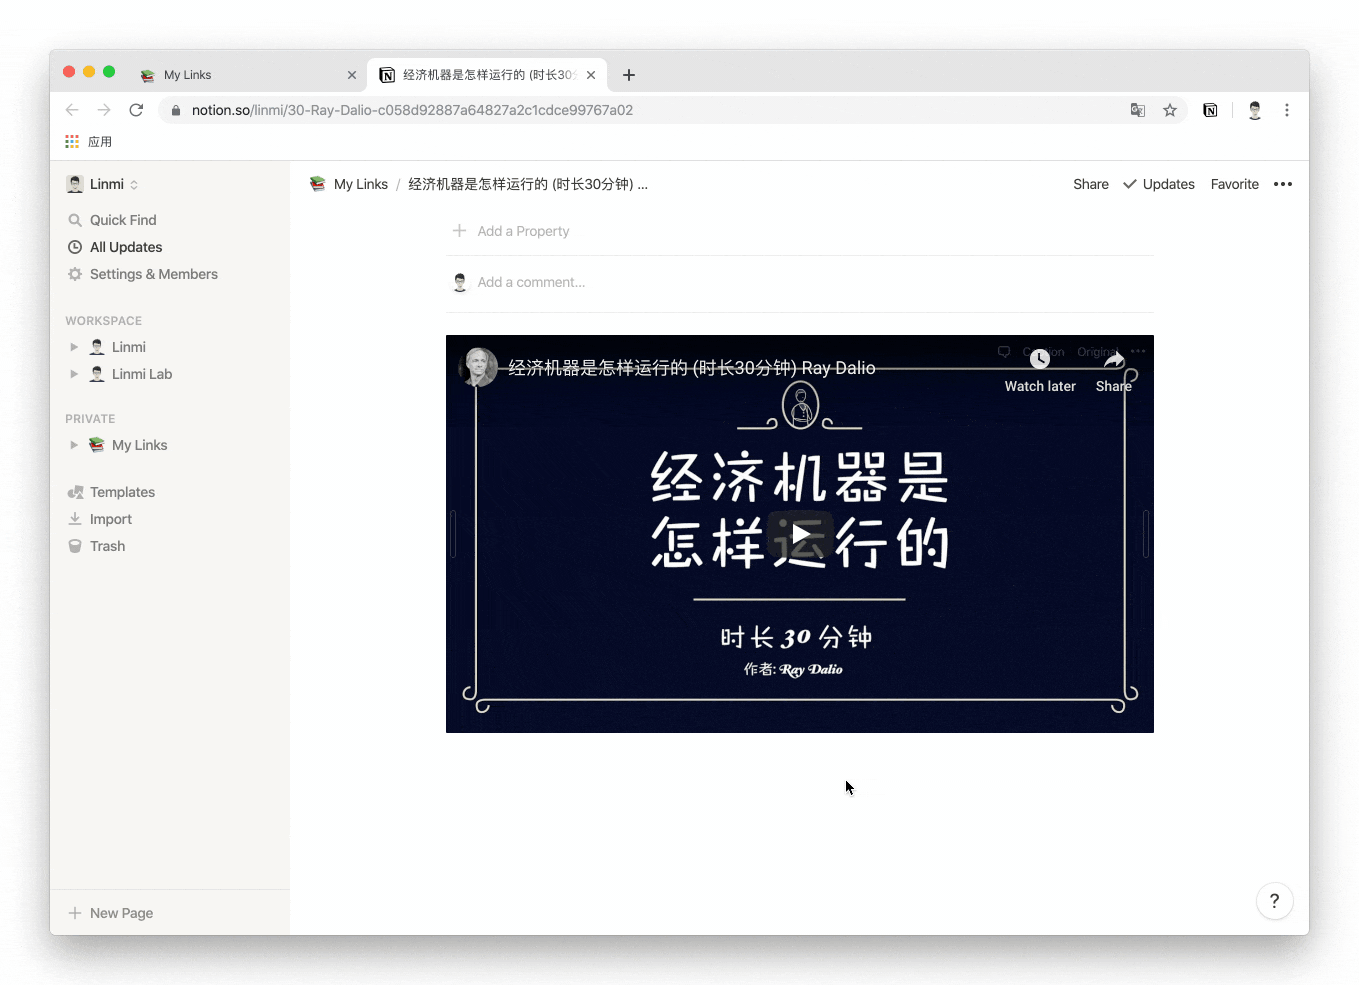 My Links
经济机器是怎样运行的 (时长30分
notion.so/linmi/30-Ray-Dalio-c058d92887a64827a2c1cdce99767a02
应用
Linmi
My Links / 经济机器是怎样运行的 (时长30分钟) ...
Share
Updates
Favorite
Quick Find
All Updates
Settings & Members
WORKSPACE
Linmi
Linmi Lab
PRIVATE
My Links
Templates
Import
Trash
New Page
Add a Property
Add a comment...
经济机器是怎样运行的 (时长30分钟) Ray Dalio
Caption
Original
Watch later
Share
经济机器是
怎样运行的
时长 30 分钟
作者: Ray Dalio
?